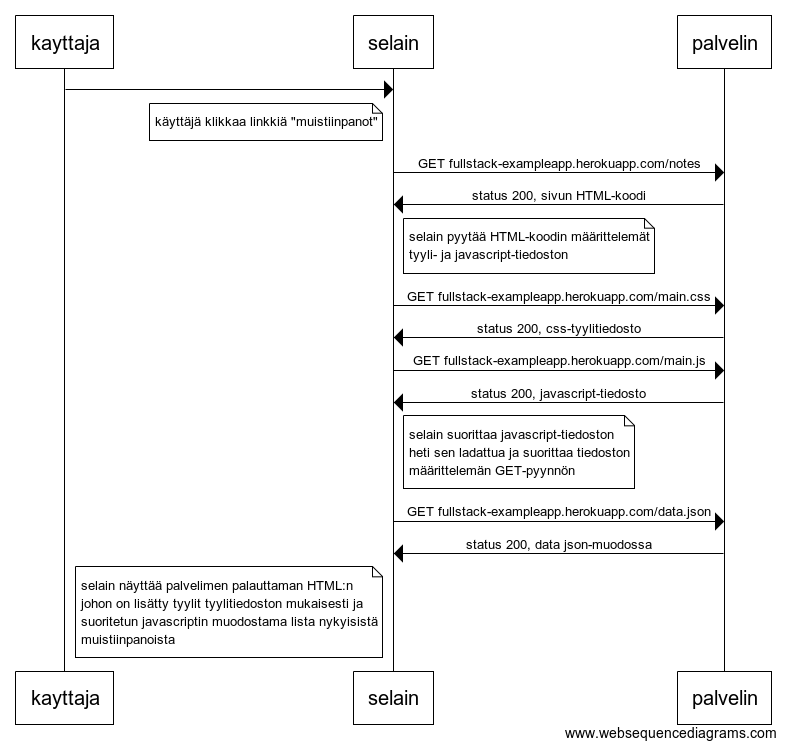 kayttaja
selain
palvelin
käyttäjä klikkaa linkkiä "muistiinpanot"
GET fullstack-exampleapp.herokuapp.com/notes
status 200, sivun HTML-koodi
selain pyytää HTML-koodin määrittelemät
tyyli- ja javascript-tiedoston
GET fullstack-exampleapp.herokuapp.com/main.css
status 200, css-tyylitiedosto
GET fullstack-exampleapp.herokuapp.com/main.js
status 200, javascript-tiedosto
selain suorittaa javascript-tiedoston
heti sen ladattua ja suorittaa tiedoston
määrittelemän GET-pyynnön
GET fullstack-exampleapp.herokuapp.com/data.json
status 200, data json-muodossa
selain näyttää palvelimen palauttaman HTML:n
johon on lisätty tyylit tyylitiedoston mukaisesti ja
suoritetun javascriptin muodostama lista nykyisistä
muistiinpanoista
kayttaja
selain
palvelin
www.websequencediagrams.com